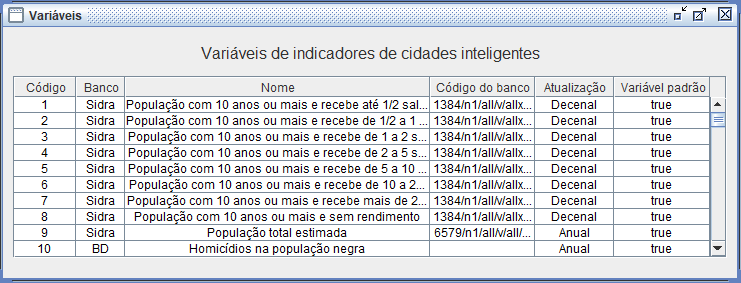 Variáveis
Variáveis de indicadores de cidades inteligentes
Código Banco Nome Código do banco Atualização Variável padrão
1 Sidra População com 10 anos ou mais e recebe até 1/2 sal... 1384/n1/all/v/allx... Decenal true
2 Sidra População com 10 anos ou mais e recebe de 1/2 a 1 ... 1384/n1/all/v/allx... Decenal true
3 Sidra População com 10 anos ou mais e recebe de 1 a 2 s... 1384/n1/all/v/allx... Decenal true
4 Sidra População com 10 anos ou mais e recebe de 2 a 5 s... 1384/n1/all/v/allx... Decenal true
5 Sidra População com 10 anos ou mais e recebe de 5 a 10 ... 1384/n1/all/v/allx... Decenal true
6 Sidra População com 10 anos ou mais e recebe de 10 a 2... 1384/n1/all/v/allx... Decenal true
7 Sidra População com 10 anos ou mais e recebe mais de 2... 1384/n1/all/v/allx... Decenal true
8 Sidra População com 10 anos ou mais e sem rendimento 1384/n1/all/v/allx... Decenal true
9 Sidra População total estimada 6579/n1/all/v/all/... Anual true
10 BD Homicídios na população negra Anual true